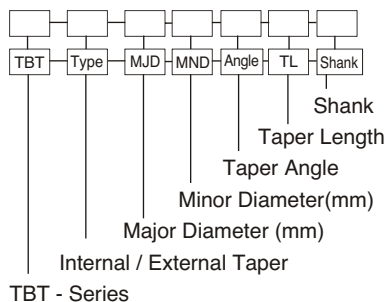 TBT Type MJD MND Angle TL Shank
Shank
Taper Length
Taper Angle
Minor Diameter(mm)
Major Diameter (mm)
Internal / External Taper
TBT - Series